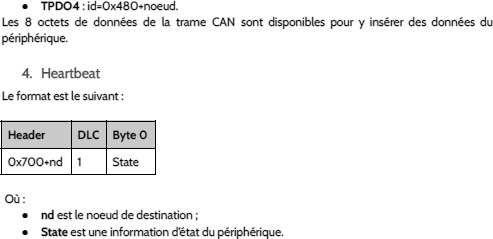 ● TPDO4 : id=0x480+noeud.
Les 8 octets de données de la trame CAN sont disponibles pour y insérer des données du
périphérique.
4. Heartbeat
Le format est le suivant :
Header DLC Byte 0
0x700+nd 1 State
Où :
● nd est le noeud de destination ;
● State est une information d'état du périphérique.